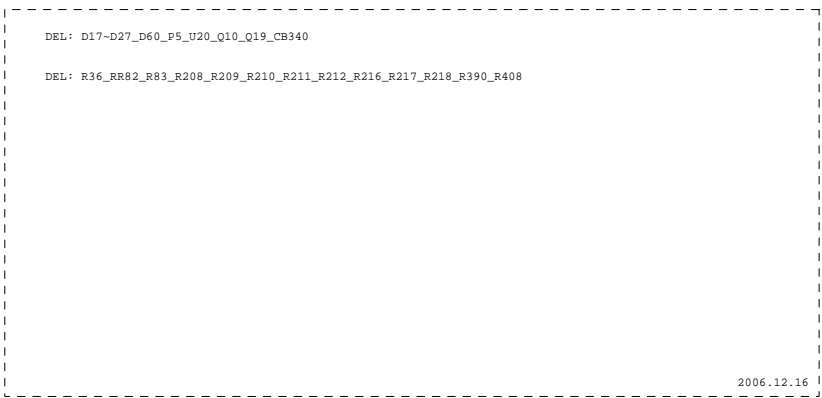 DEL: D17~D27_D60_P5_U20_Q10_Q19_CB340
DEL: R36_RR82_R83_R208_R209_R210_R211_R212_R216_R217_R218_R390_R408
2006.12.16